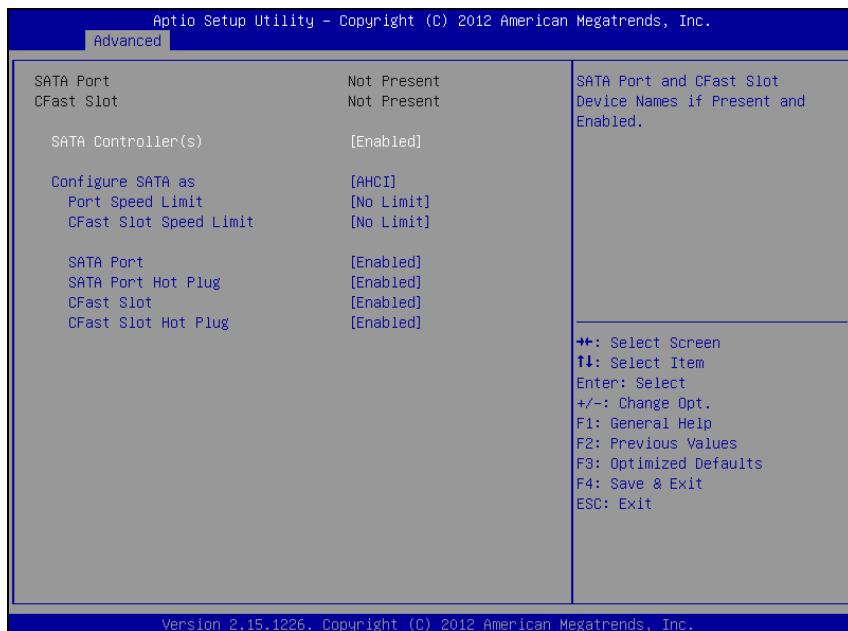 Aptio Setup Utility – Copyright (C) 2012 American Megatrends, Inc.
Advanced
SATA Port Not Present
CFast Slot Not Present
SATA Controller(s) [Enabled]
Configure SATA as [AHCI]
Port Speed Limit [No Limit]
CFast Slot Speed Limit [No Limit]
SATA Port [Enabled]
SATA Port Hot Plug [Enabled]
CFast Slot [Enabled]
CFast Slot Hot Plug [Enabled]
SATA Port and CFast Slot
Device Names if Present and
Enabled.
→←: Select Screen
↑↓: Select Item
Enter: Select
+/-: Change Opt.
F1: General Help
F2: Previous Values
F3: Optimized Defaults
F4: Save & Exit
ESC: Exit
Version 2.15.1226. Copyright (C) 2012 American Megatrends, Inc.